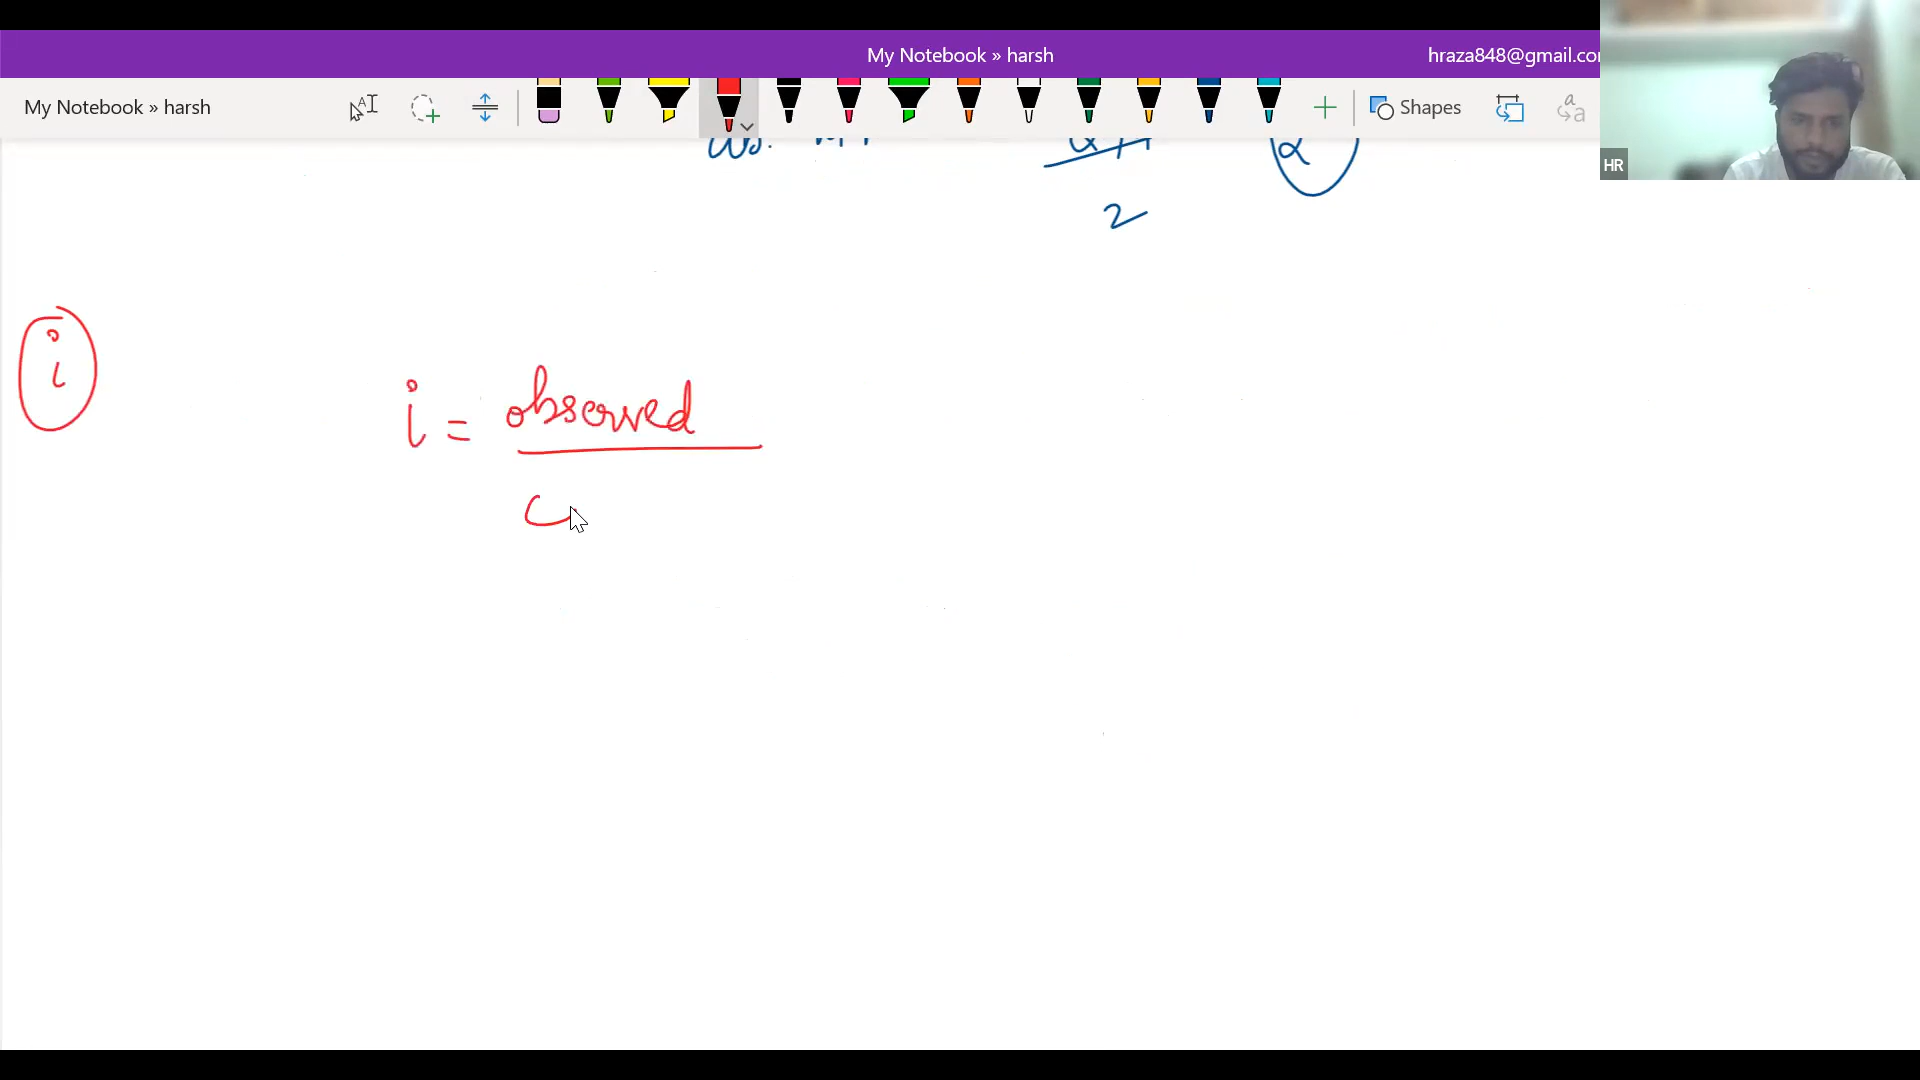 My Notebook » harsh
hraza848@gmail.co
My Notebook » harsh
Shapes
HR
α
2
i
i = observed
C